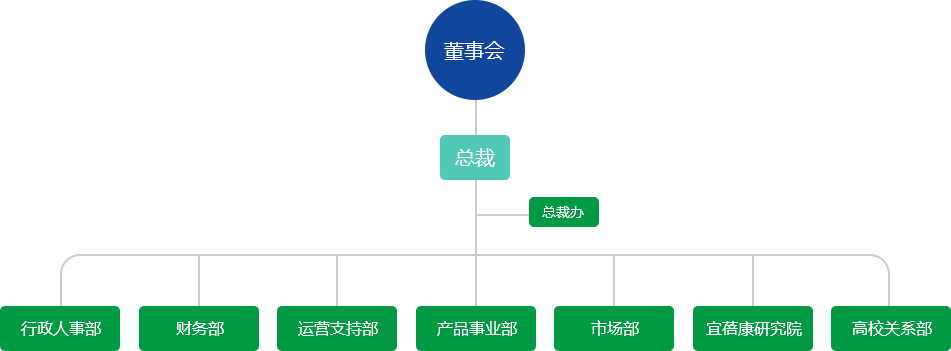 董事会
总裁
总裁办
行政人事部
财务部
运营支持部
产品事业部
市场部
宜蓓康研究院
高校关系部